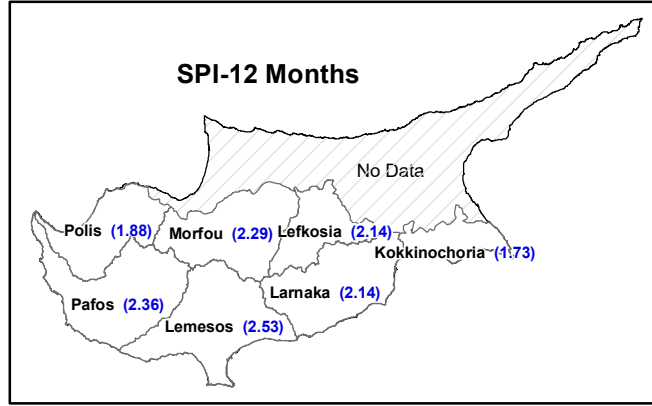 SPI-12 Months
No Data
Polis (1.88)
Morfou (2.29)
Lefkosia (2.14)
Kokkinochoria (1.73)
Pafos (2.36)
Larnaka (2.14)
Lemesos (2.53)